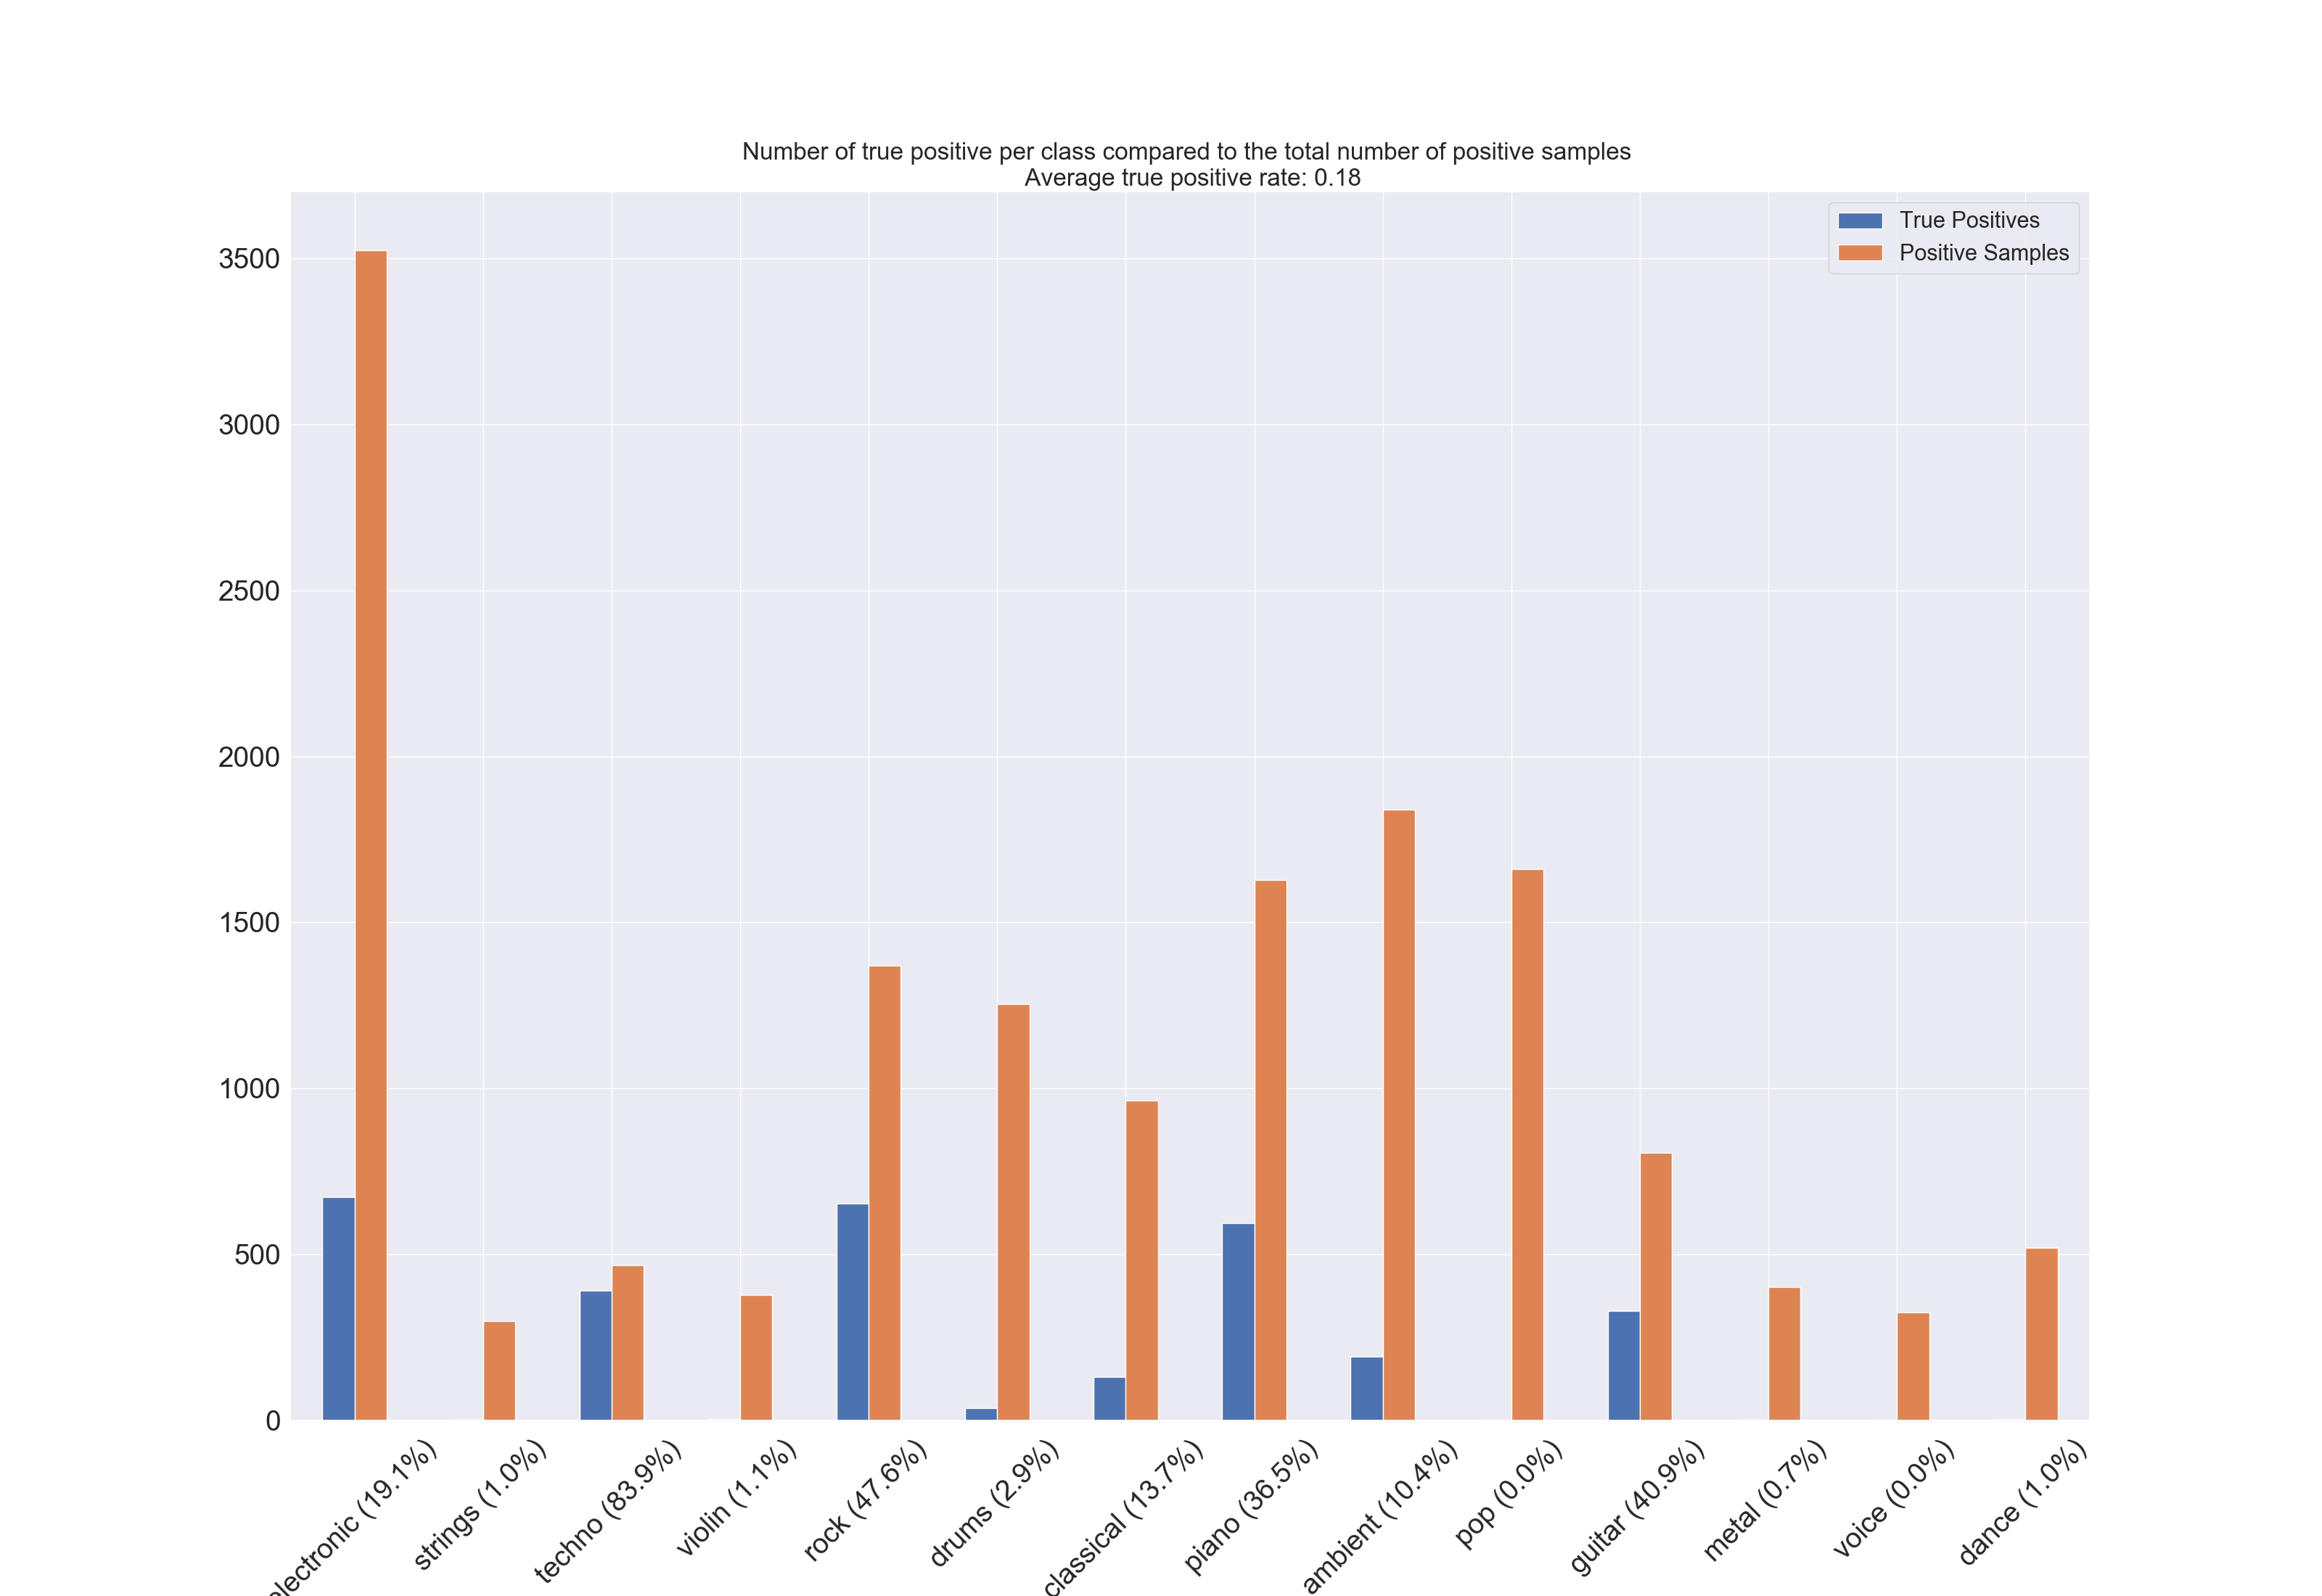 Number of true positive per class compared to the total number of positive samples
Average true positive rate: 0.18
True Positives
Positive Samples
3500
3000
2500
2000
1500
1000
500
0
electronic (19.1%)
strings (1.0%)
techno (83.9%)
violin (1.1%)
rock (47.6%)
drums (2.9%)
classical (13.7%)
piano (36.5%)
ambient (10.4%)
pop (0.0%)
guitar (40.9%)
metal (0.7%)
voice (0.0%)
dance (1.0%)